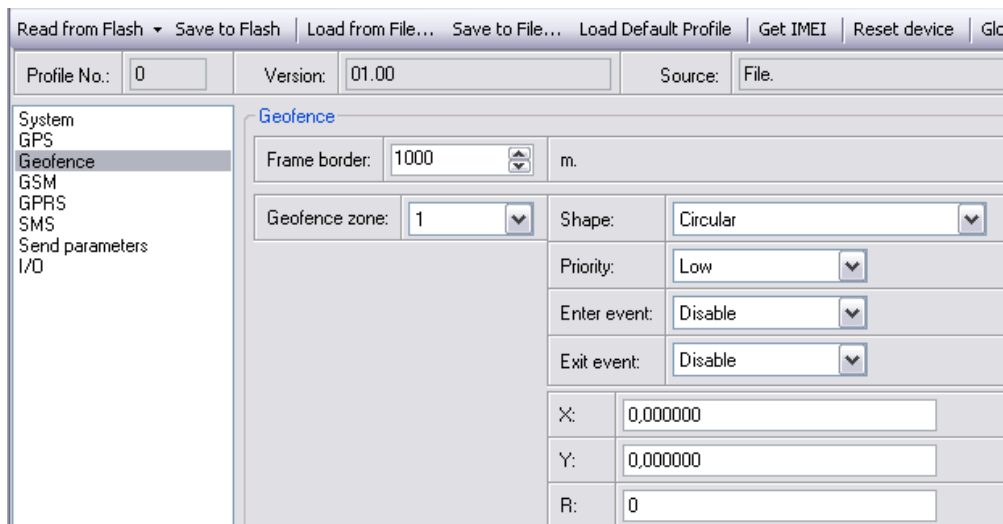 Read from Flash Save to Flash Load from File... Save to File... Load Default Profile Get IMEI Reset device Glo
Profile No.: 0 Version: 01.00 Source: File.
System
GPS
Geofence
GSM
GPRS
SMS
Send parameters
I/O
Geofence
Frame border: 1000 m.
Geofence zone: 1 Shape: Circular
Priority: Low
Enter event: Disable
Exit event: Disable
X: 0,000000
Y: 0,000000
R: 0